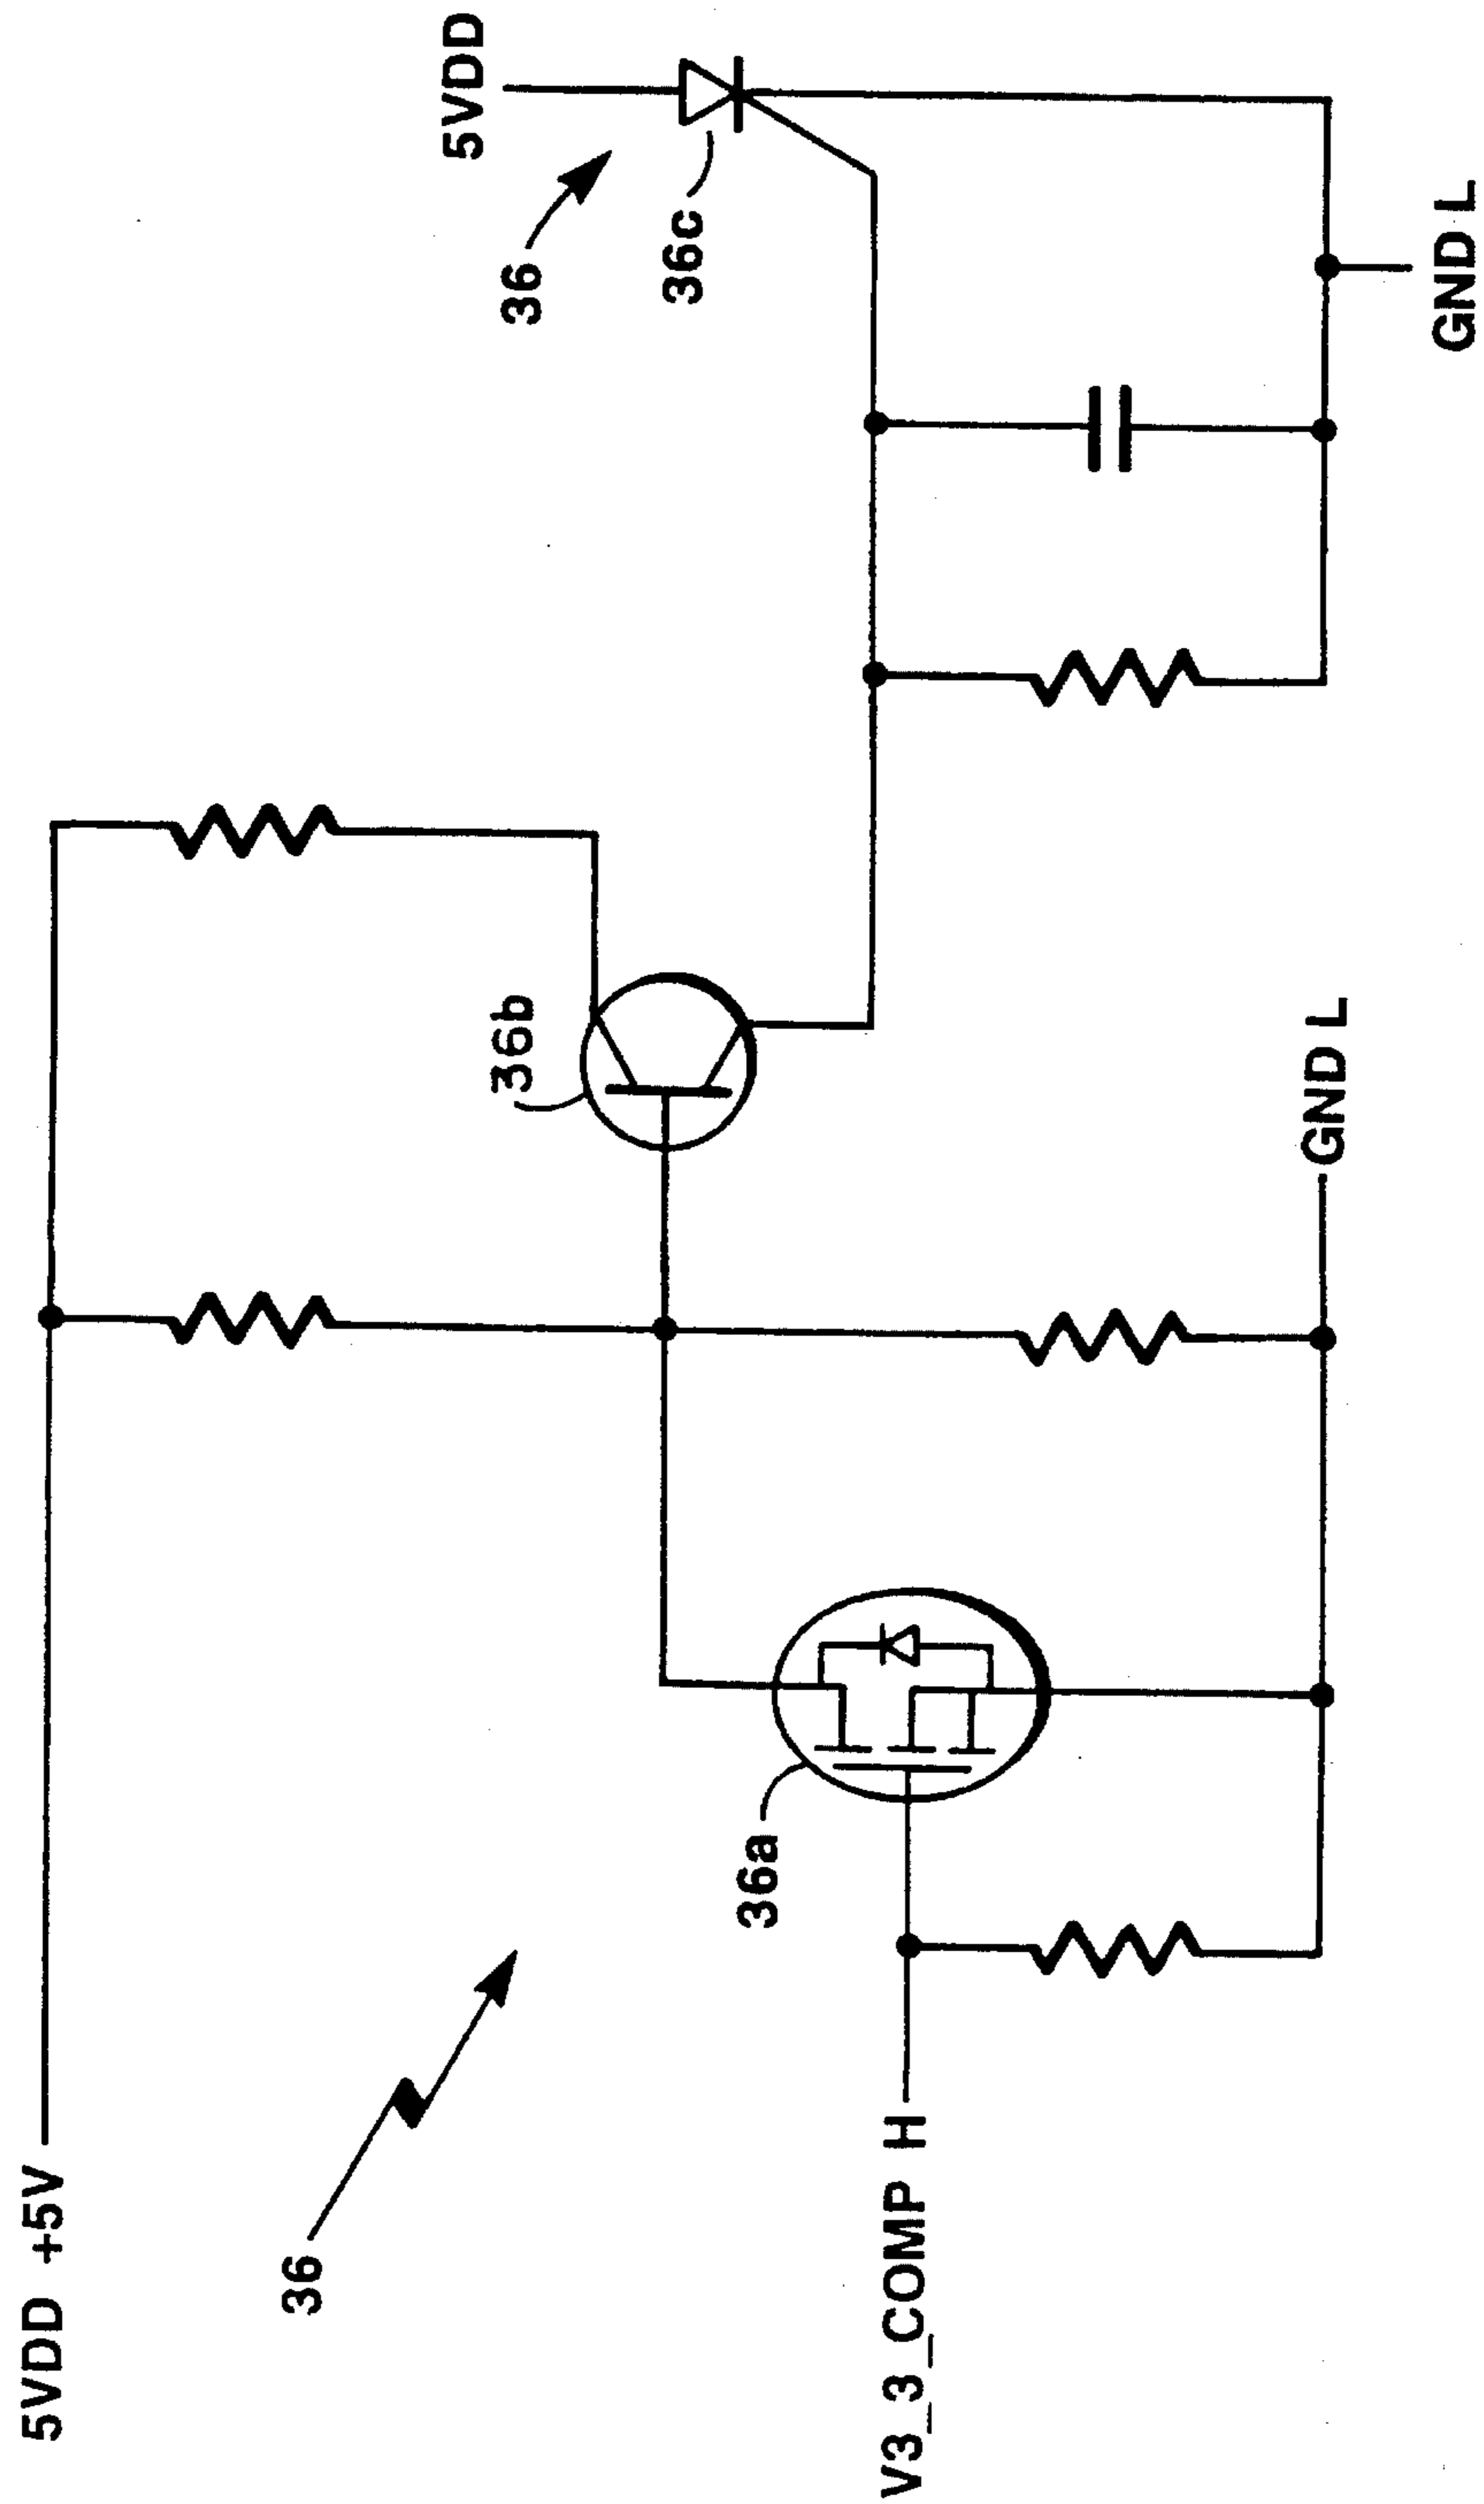 5VDD +5V
36
V3_3_COMP H
36a
36b
GND L
36
36c
5VDD
GND L